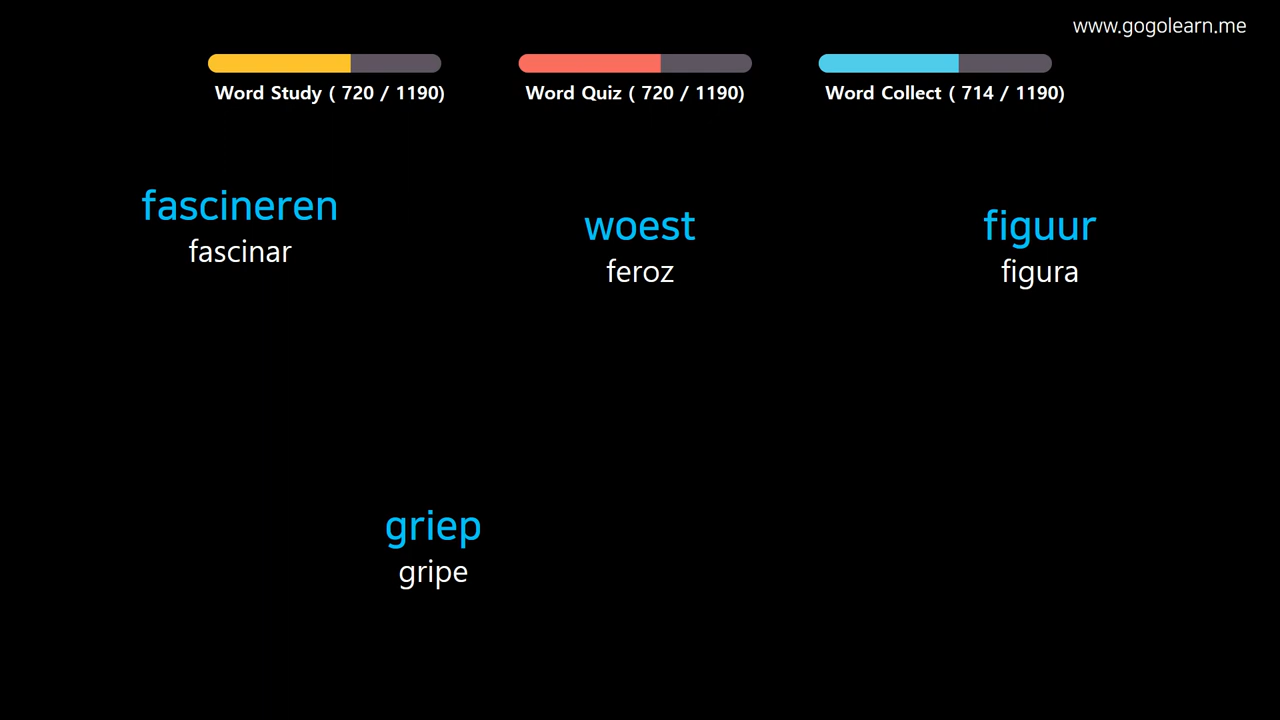 www.gogolearn.me
Word Study ( 720 / 1190)
Word Quiz ( 720 / 1190)
Word Collect ( 714 / 1190)
fascineren
fascinar
woest
feroz
figuur
figura
griep
gripe